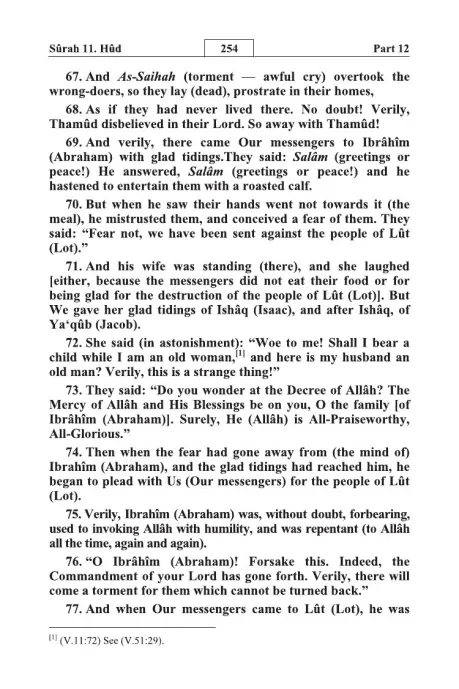 Sûrah 11. Hûd 254 Part 12
67. And As-Saihah (torment — awful cry) overtook the
wrong-doers, so they lay (dead), prostrate in their homes,
68. As if they had never lived there. No doubt! Verily,
Thamûd disbelieved in their Lord. So away with Thamûd!
69. And verily, there came Our messengers to Ibrâhîm
(Abraham) with glad tidings.They said: Salâm (greetings or
peace!) He answered, Salâm (greetings or peace!) and he
hastened to entertain them with a roasted calf.
70. But when he saw their hands went not towards it (the
meal), he mistrusted them, and conceived a fear of them. They
said: “Fear not, we have been sent against the people of Lût
(Lot).”
71. And his wife was standing (there), and she laughed
[either, because the messengers did not eat their food or for
being glad for the destruction of the people of Lût (Lot)]. But
We gave her glad tidings of Ishâq (Isaac), and after Ishâq, of
Ya‘qûb (Jacob).
72. She said (in astonishment): “Woe to me! Shall I bear a
child while I am an old woman,[1] and here is my husband an
old man? Verily, this is a strange thing!”
73. They said: “Do you wonder at the Decree of Allâh? The
Mercy of Allâh and His Blessings be on you, O the family [of
Ibrâhîm (Abraham)]. Surely, He (Allâh) is All-Praiseworthy,
All-Glorious.”
74. Then when the fear had gone away from (the mind of)
Ibrahîm (Abraham), and the glad tidings had reached him, he
began to plead with Us (Our messengers) for the people of Lût
(Lot).
75. Verily, Ibrahîm (Abraham) was, without doubt, forbearing,
used to invoking Allâh with humility, and was repentant (to Allâh
all the time, again and again).
76. “O Ibrâhîm (Abraham)! Forsake this. Indeed, the
Commandment of your Lord has gone forth. Verily, there will
come a torment for them which cannot be turned back.”
77. And when Our messengers came to Lût (Lot), he was
[1] (V.11:72) See (V.51:29).